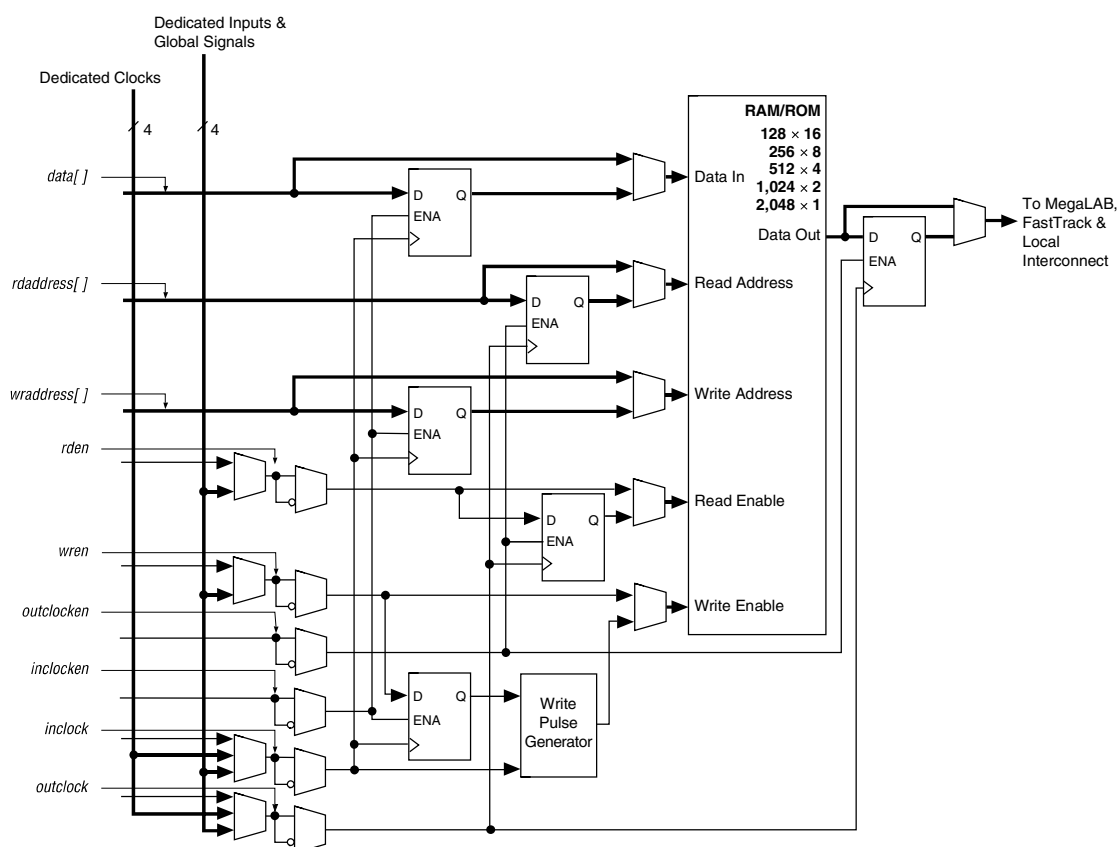 Dedicated Inputs &
Global Signals
Dedicated Clocks
4
4
RAM/ROM
128 × 16
256 × 8
512 × 4
1,024 × 2
2,048 × 1
data[ ]
D
Q
ENA
Data In
To MegaLAB,
FastTrack &
Local
Interconnect
Data Out
D
Q
ENA
rdaddress[ ]
D
Q
ENA
Read Address
wraddress[ ]
D
Q
ENA
Write Address
rden
D
Q
ENA
Read Enable
wren
outclocken
Write Enable
inclocken
D
Q
ENA
Write
Pulse
Generator
inclock
outclock